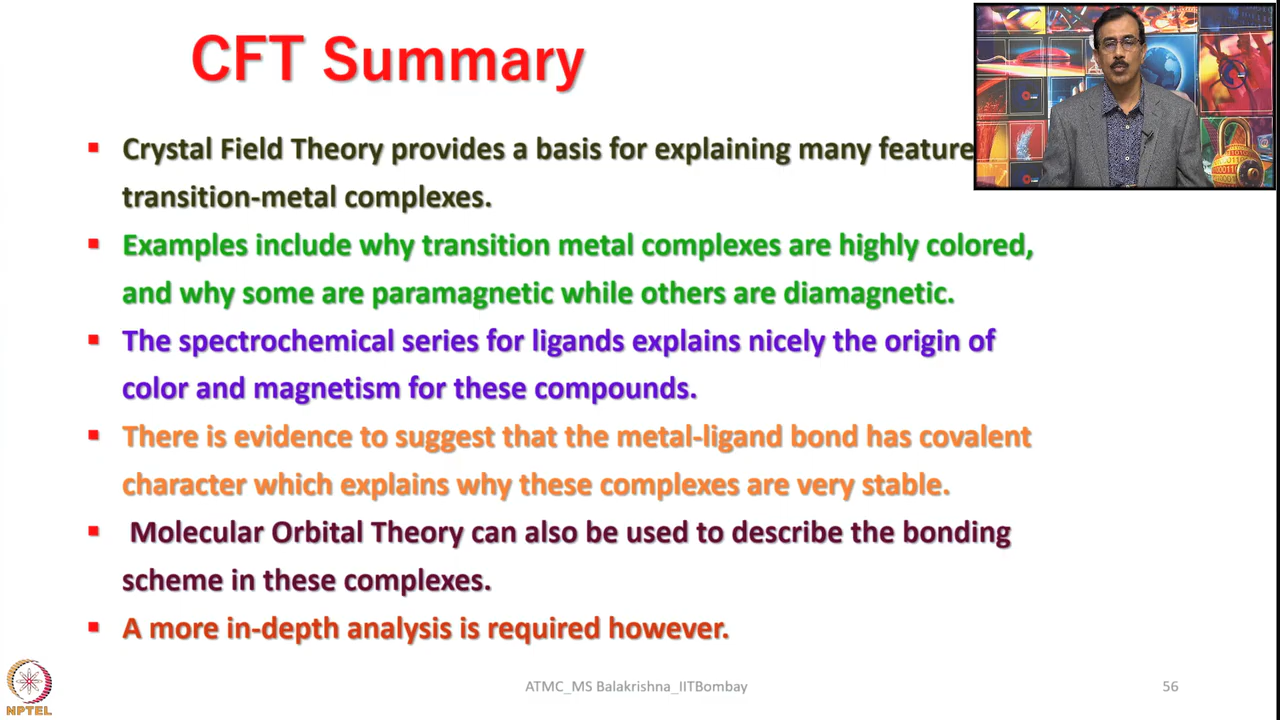 CFT Summary
▪ Crystal Field Theory provides a basis for explaining many feature
transition-metal complexes.
▪ Examples include why transition metal complexes are highly colored,
and why some are paramagnetic while others are diamagnetic.
▪ The spectrochemical series for ligands explains nicely the origin of
color and magnetism for these compounds.
▪ There is evidence to suggest that the metal-ligand bond has covalent
character which explains why these complexes are very stable.
▪ Molecular Orbital Theory can also be used to describe the bonding
scheme in these complexes.
▪ A more in-depth analysis is required however.
NPTEL
ATMC_MS Balakrishna_IITBombay
56